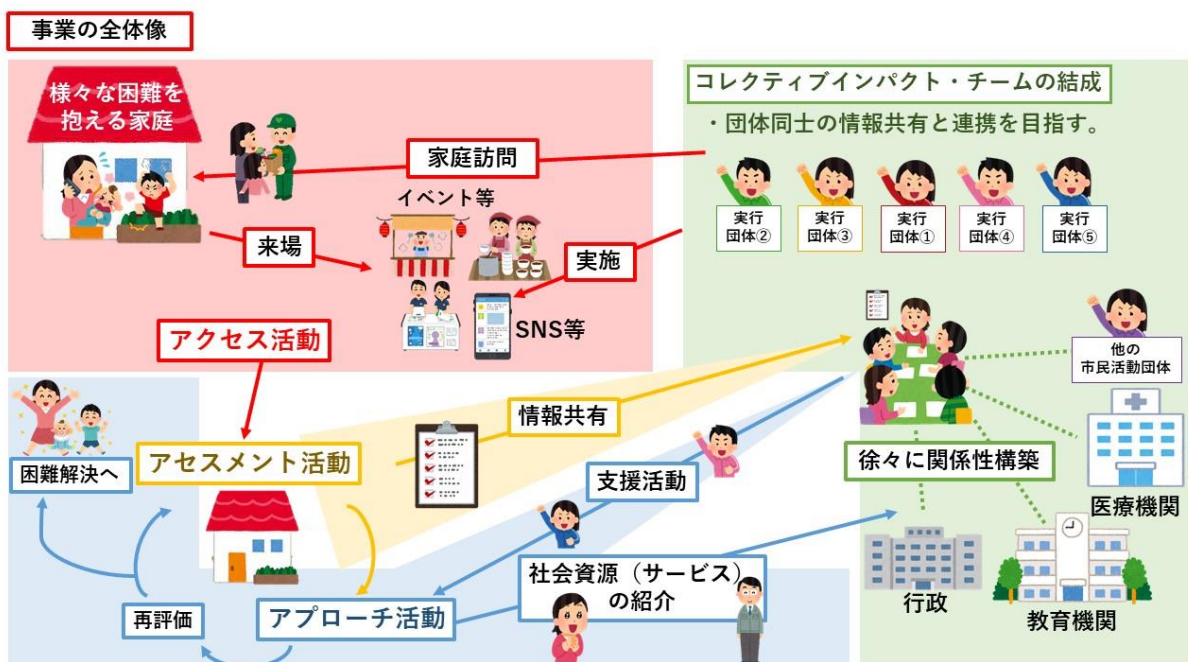 事業の全体像
様々な困難を
抱える家庭
家庭訪問
イベント等
来場
実施
SNS等
アクセス活動
コレクティブインパクト・チームの結成
・団体同士の情報共有と連携を目指す。
実行
団体②
実行
団体③
実行
団体①
実行
団体④
実行
団体⑤
他の
市民活動団体
医療機関
徐々に関係性構築
行政
教育機関
情報共有
アセスメント活動
困難解決へ
支援活動
社会資源（サービス）
の紹介
再評価
アプローチ活動